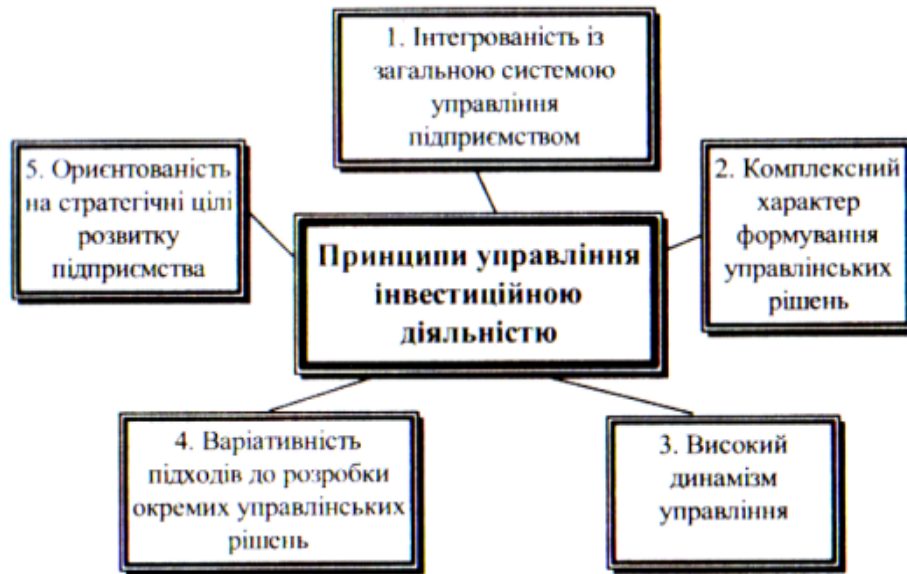 1. Інтегрованість із
загальною системою
управління
підприємством
5. Ориєнтованість
на стратегічні цілі
розвитку
підприємства
Принципи управління
інвестиційною
діяльністю
2. Комплексний
характер
формування
управлінських
рішень
4. Варіативність
підходів до розробки
окремих управлінських
рішень
3. Високий
динамізм
управління